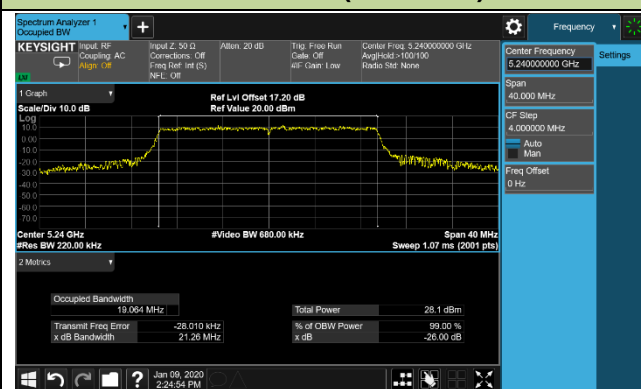 Spectrum Analyzer 1
Occupied BW
Frequency
KEYSIGHT
Input: RF
Coupling: AC
Align: Off
Input Z: 50 Ω
Corrections: Off
Freq Ref: Int (S)
NFE: Off
Atten: 20 dB
Trig: Free Run
Gate: Off
#IF Gain: Low
Center Freq: 5.240000000 GHz
Avg|Hold:>100/100
Radio Std: None
LXI
Center Frequency
5.240000000 GHz
Settings
Span
40.000 MHz
CF Step
4.000000 MHz
Auto
Man
Freq Offset
0 Hz
1 Graph
Scale/Div 10.0 dB
Ref Lvl Offset 17.20 dB
Ref Value 20.00 dBm
Log
10.0
0.00
-10.0
-20.0
-30.0
-40.0
-50.0
-60.0
-70.0
Center 5.24 GHz
#Res BW 220.00 kHz
#Video BW 680.00 kHz
Span 40 MHz
Sweep 1.07 ms (2001 pts)
2 Metrics
Occupied Bandwidth
19.064 MHz
Total Power 28.1 dBm
Transmit Freq Error -28.010 kHz
% of OBW Power 99.00 %
x dB Bandwidth 21.26 MHz
x dB -26.00 dB
Jan 09, 2020
2:24:54 PM